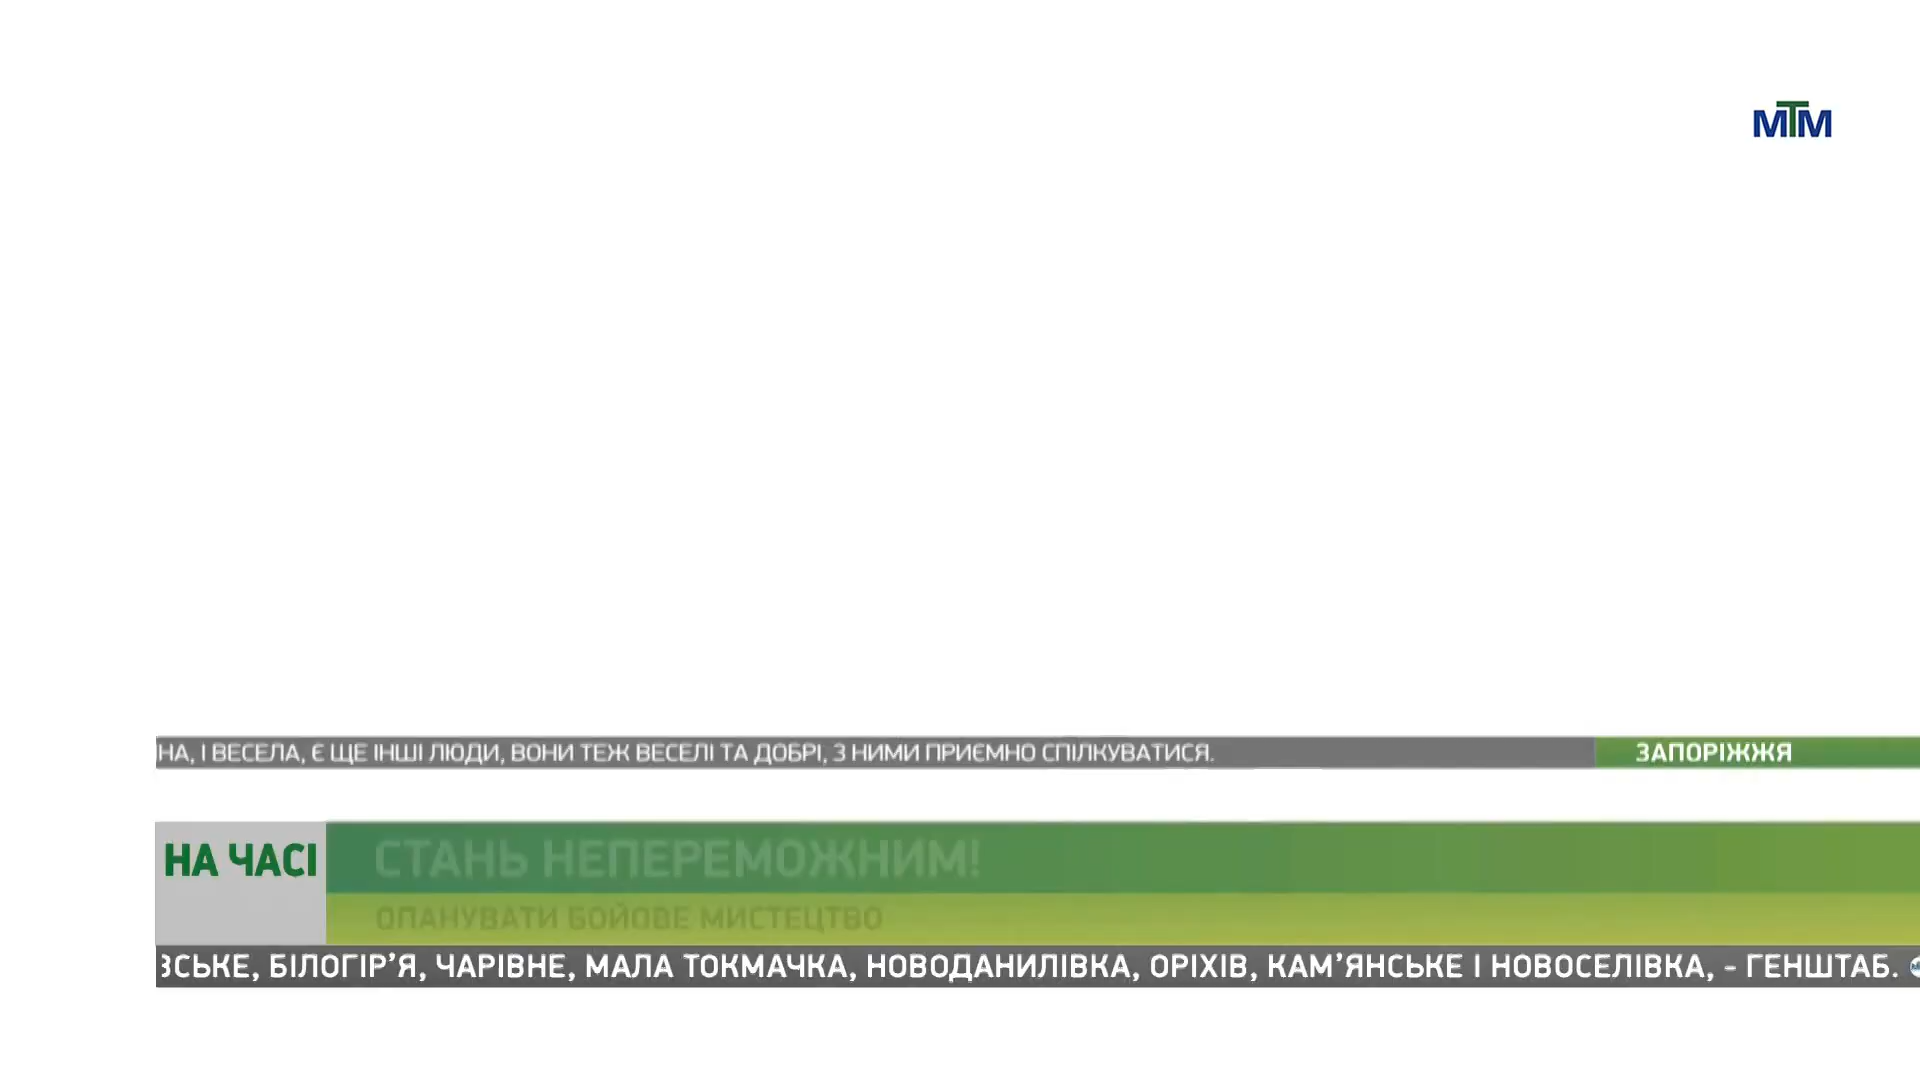 МТМ
НА, І ВЕСЕЛА, Є ЩЕ ІНШІ ЛЮДИ, ВОНИ ТЕЖ ВЕСЕЛІ ТА ДОБРІ, З НИМИ ПРИЄМНО СПІЛКУВАТИСЯ.
ЗАПОРІЖЖЯ
НА ЧАСІ
СТАНЬ НЕПЕРЕМОЖНИМ!
ОПАНУВАТИ БОЙОВЕ МИСТЕЦТВО
ВСЬКЕ, БІЛОГІР’Я, ЧАРІВНЕ, МАЛА ТОКМАЧКА, НОВОДАНИЛІВКА, ОРІХІВ, КАМ’ЯНСЬКЕ І НОВОСЕЛІВКА, - ГЕНШТАБ.